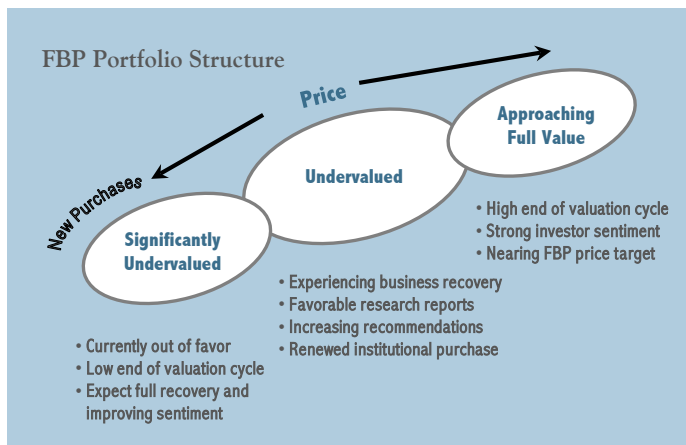 FBP Portfolio Structure
Price
New Purchases
Approaching
Full Value
Undervalued
Significantly
Undervalued
• High end of valuation cycle
• Strong investor sentiment
• Nearing FBP price target
• Experiencing business recovery
• Favorable research reports
• Increasing recommendations
• Renewed institutional purchase
• Currently out of favor
• Low end of valuation cycle
• Expect full recovery and
improving sentiment